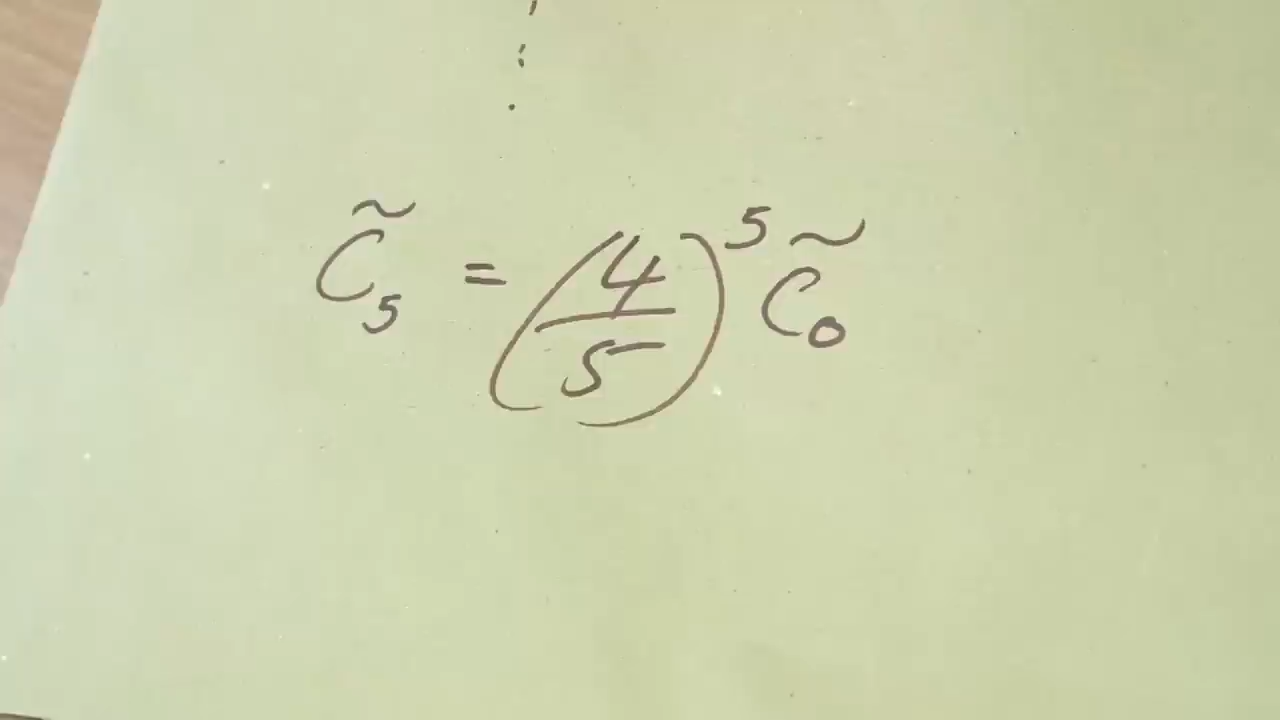 C̃₅ = (4/5)⁵ C̃₀